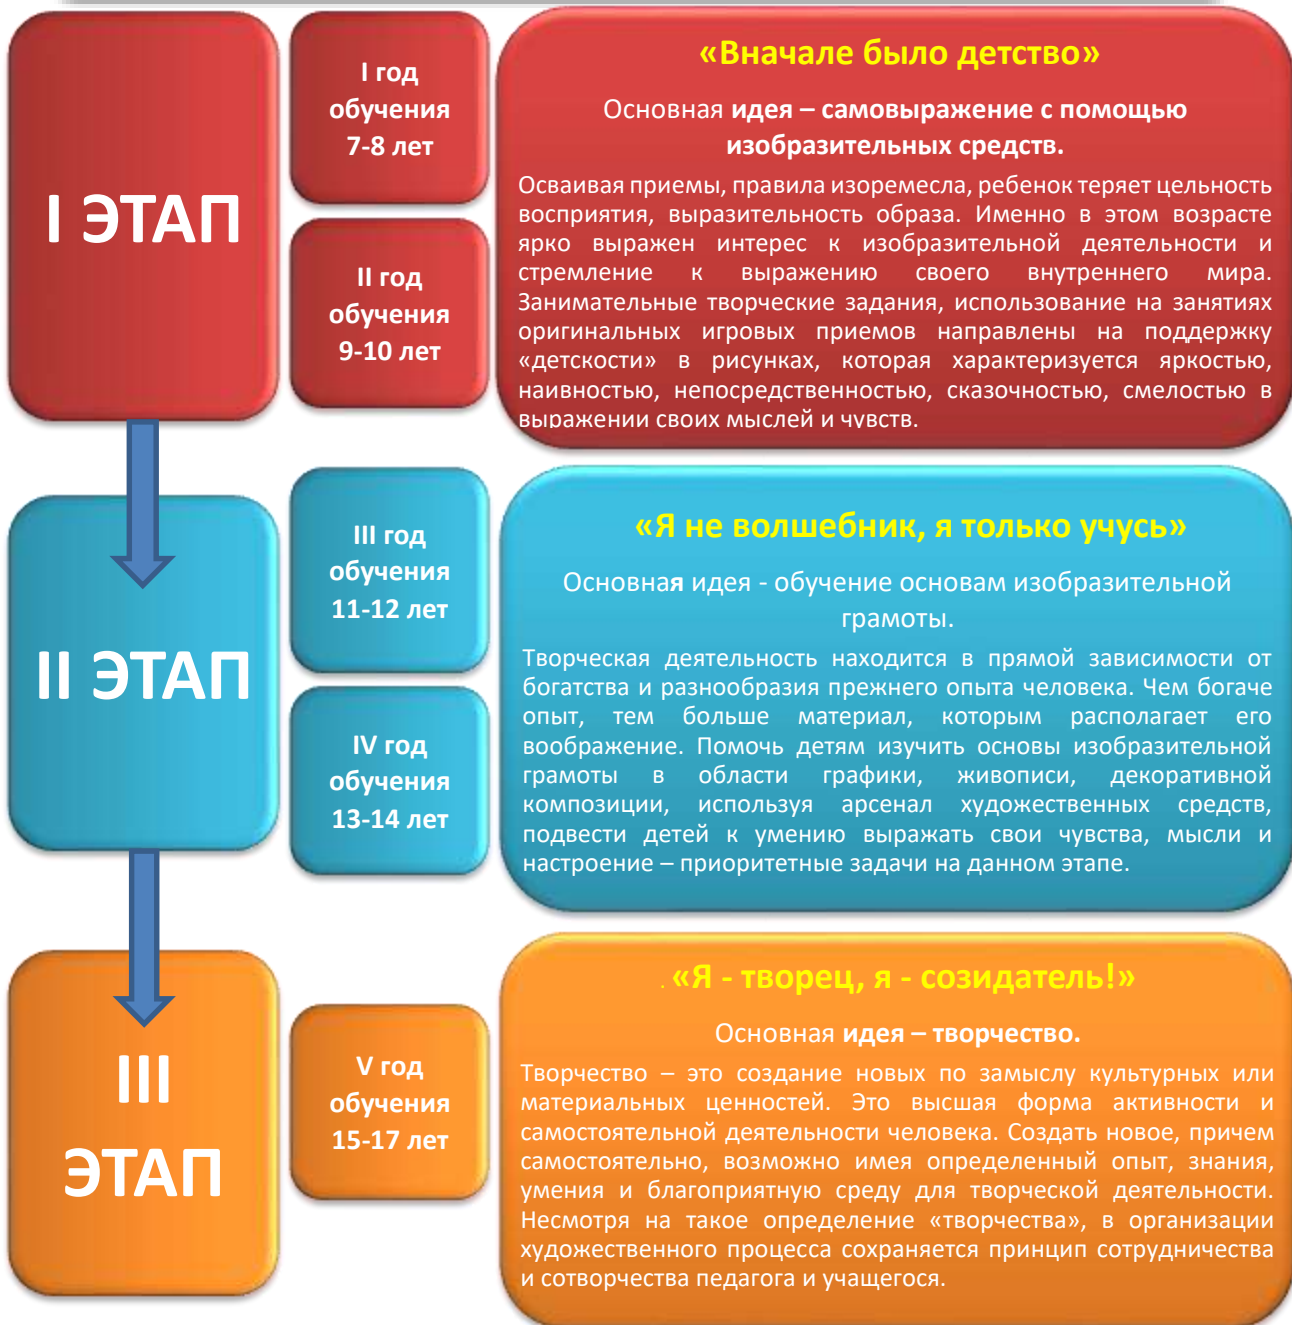 I ЭТАП
I год
обучения
7-8 лет
II год
обучения
9-10 лет
«Вначале было детство»
Основная идея – самовыражение с помощью
изобразительных средств.
Осваивая приемы, правила изоремесла, ребенок теряет цельность
восприятия, выразительность образа. Именно в этом возрасте
ярко выражен интерес к изобразительной деятельности и
стремление к выражению своего внутреннего мира.
Занимательные творческие задания, использование на занятиях
оригинальных игровых приемов направлены на поддержку
«детскости» в рисунках, которая характеризуется яркостью,
наивностью, непосредственностью, сказочностью, смелостью в
выражении своих мыслей и чувств.
II ЭТАП
III год
обучения
11-12 лет
IV год
обучения
13-14 лет
«Я не волшебник, я только учусь»
Основная идея - обучение основам изобразительной
грамоты.
Творческая деятельность находится в прямой зависимости от
богатства и разнообразия прежнего опыта человека. Чем богаче
опыт, тем больше материал, которым располагает его
воображение. Помочь детям изучить основы изобразительной
грамоты в области графики, живописи, декоративной
композиции, используя арсенал художественных средств,
подвести детей к умению выражать свои чувства, мысли и
настроение – приоритетные задачи на данном этапе.
III
ЭТАП
V год
обучения
15-17 лет
. «Я - творец, я - созидатель!»
Основная идея – творчество.
Творчество – это создание новых по замыслу культурных или
материальных ценностей. Это высшая форма активности и
самостоятельной деятельности человека. Создать новое, причем
самостоятельно, возможно имея определенный опыт, знания,
умения и благоприятную среду для творческой деятельности.
Несмотря на такое определение «творчества», в организации
художественного процесса сохраняется принцип сотрудничества
и сотворчества педагога и учащегося.